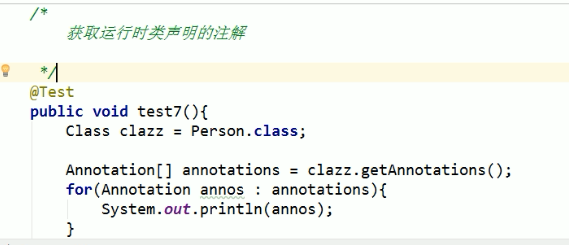 /*
获取运行时类声明的注解
*/
@Test
public void test7(){
Class clazz = Person.class;
Annotation[] annotations = clazz.getAnnotations();
for(Annotation annos : annotations){
System.out.println(annos);
}